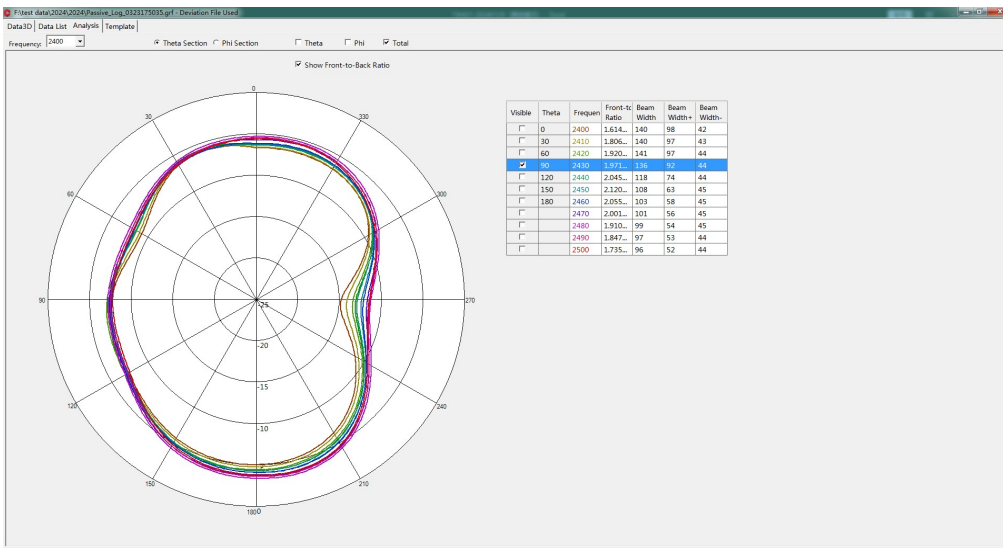 F:\test data\2024\2024\Passive_Log_0323175035.grf - Deviation File Used
Data3D Data List Analysis Template
Frequency: 2400 Theta Section Phi Section Theta Phi Total
Show Front-to-Back Ratio
0
30 330
60 300
90 270
120 240
150 210
180
-25
-20
-15
-10
0
Visible Theta Frequen Front-tc Ratio Beam Width Beam Width+ Beam Width-
0 2400 1.614... 140 98 42
30 2410 1.806... 140 97 43
60 2420 1.920... 141 97 44
90 2430 1.971... 136 92 44
120 2440 2.045... 118 74 44
150 2450 2.120... 108 63 45
180 2460 2.055... 103 58 45
2470 2.001... 101 56 45
2480 1.910... 99 54 45
2490 1.847... 97 53 44
2500 1.735... 96 52 44